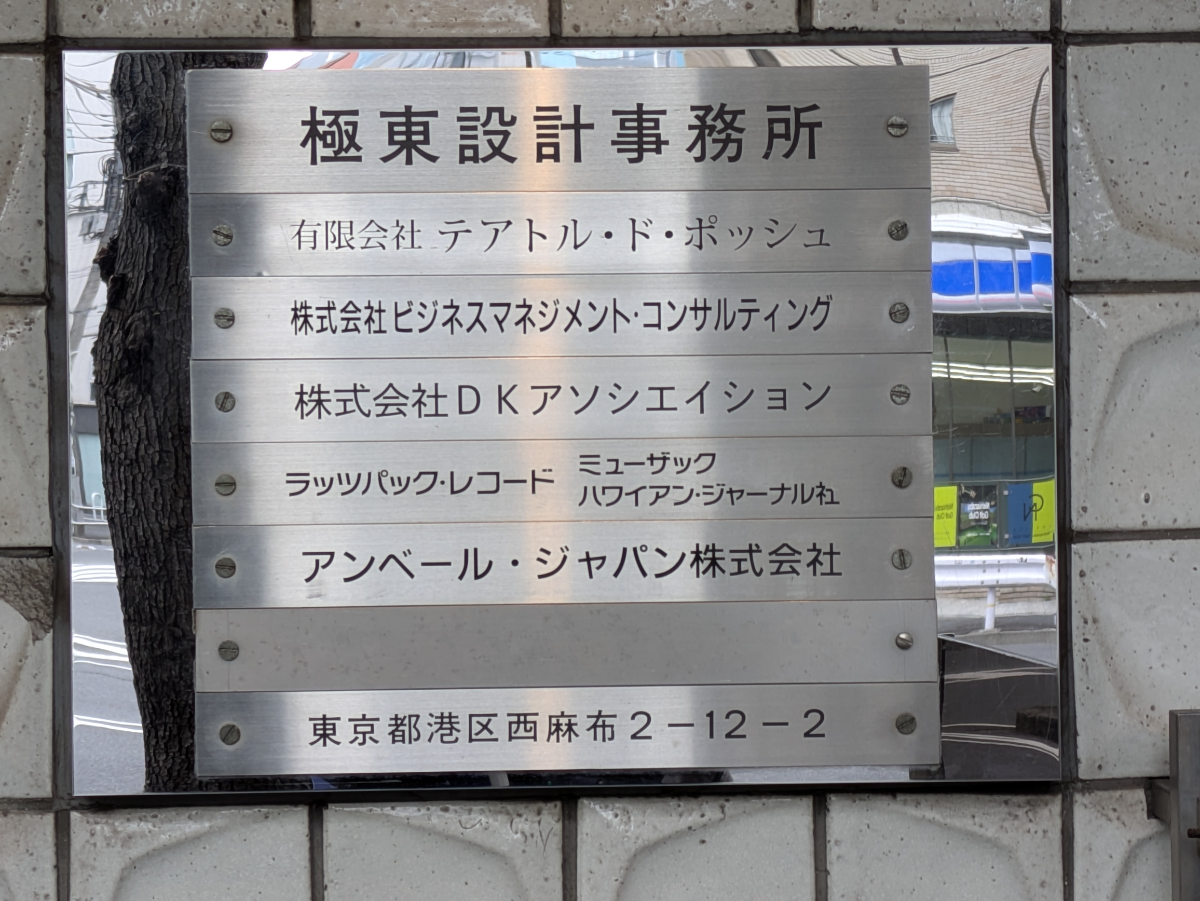 極東設計事務所
有限会社 テアトル・ド・ポッシュ
株式会社ビジネスマネジメント・コンサルティング
株式会社DKアソシエイション
ラッツパック・レコード
ミューザック
ハワイアン・ジャーナル社
アンベール・ジャパン株式会社
東京都港区西麻布2-12-2